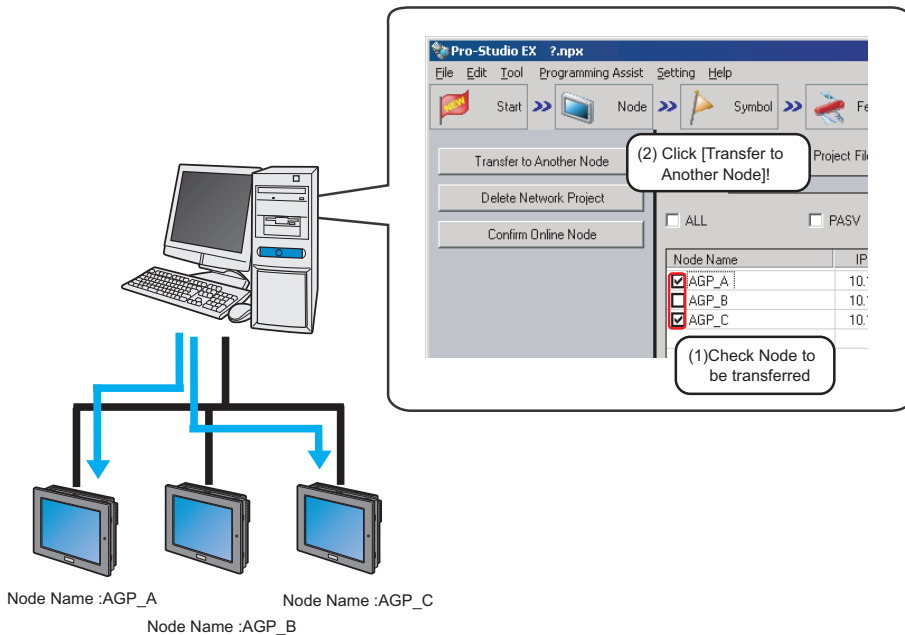 Pro-Studio EX ?.npx
File Edit Tool Programming Assist Setting Help
NEW Start Node Symbol Fe
Transfer to Another Node
(2) Click [Transfer to
Another Node]!
Project Fil
Delete Network Project
Confirm Online Node
ALL PASV
Node Name IP
AGP_A 10.
AGP_B 10.
AGP_C 10.
(1)Check Node to
be transferred
Node Name :AGP_A
Node Name :AGP_C
Node Name :AGP_B